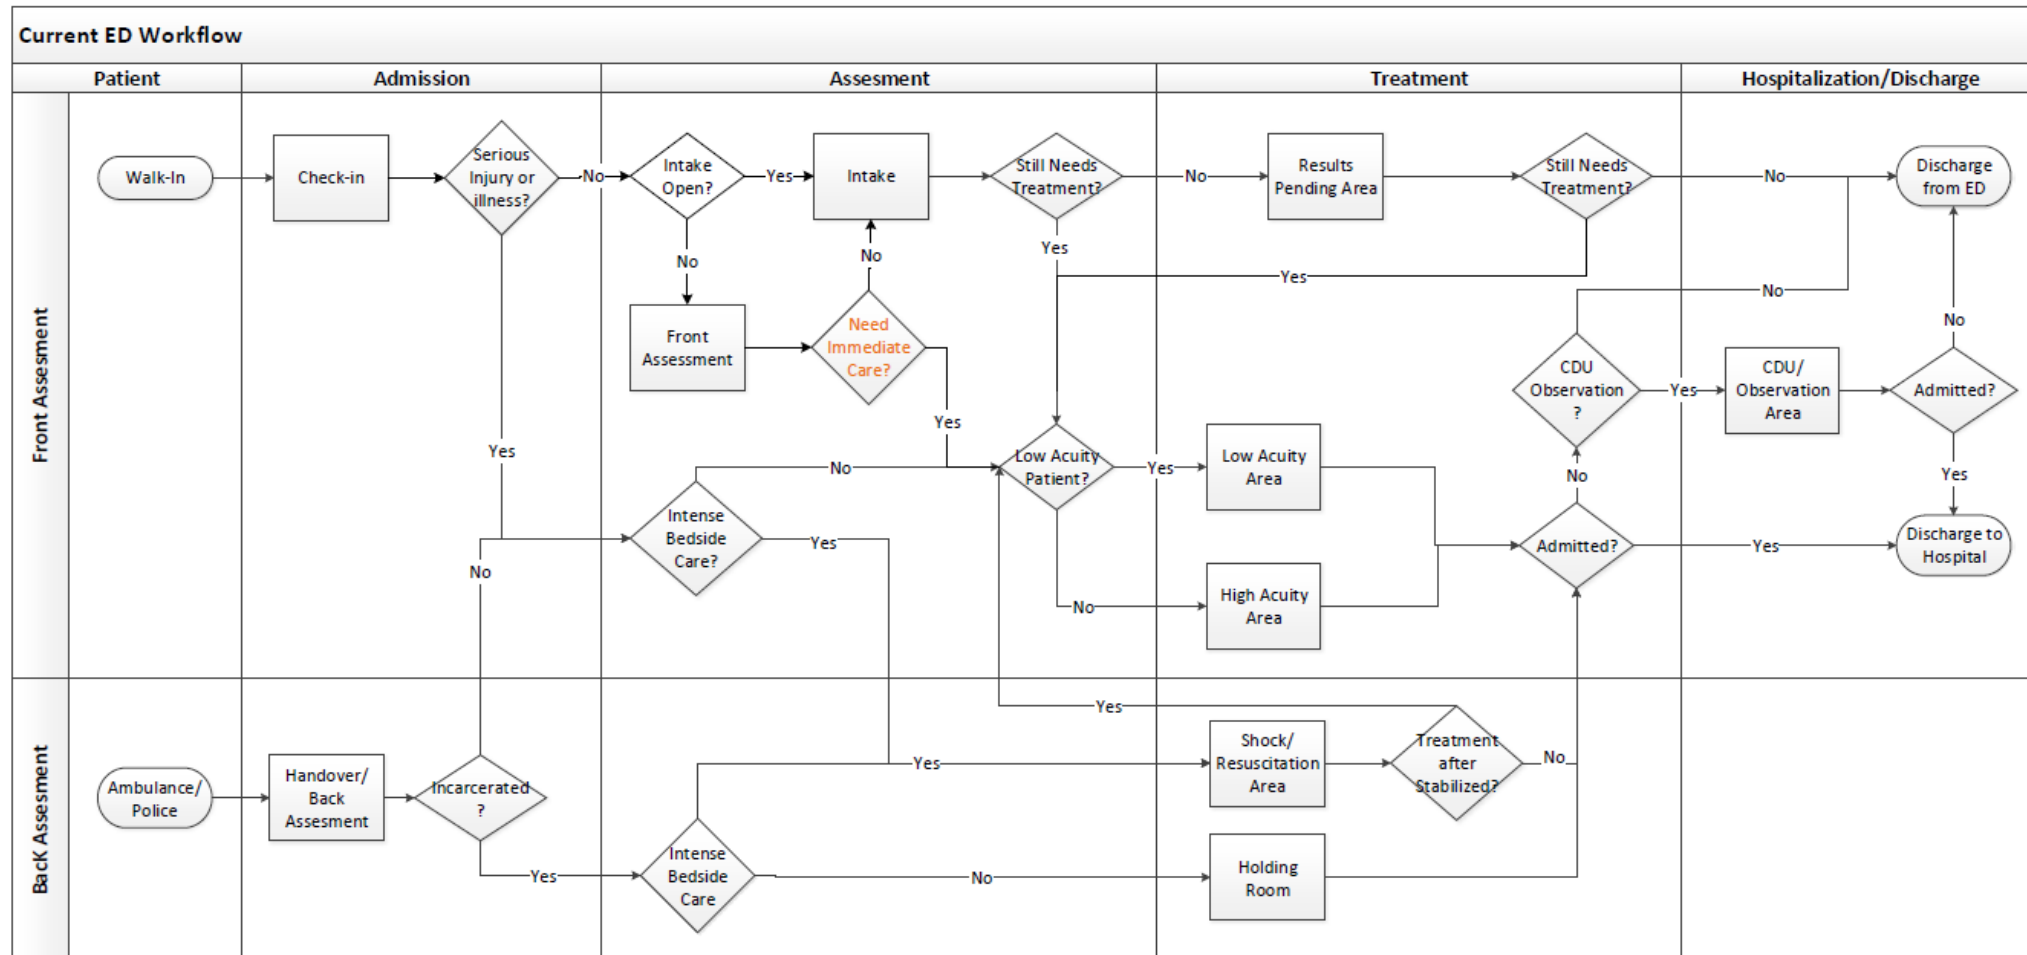 Current ED Workflow
Patient
Admission
Assesment
Treatment
Hospitalization/Discharge
Front Assesment
Walk-In
Check-in
Serious
Injury or
illness?
No
Intake
Open?
Yes
Intake
Still Needs
Treatment?
No
Results
Pending Area
Still Needs
Treatment?
No
Discharge
from ED
No
No
Yes
Yes
No
Front
Assessment
Need
Immediate
Care?
No
CDU
Observation
?
Yes
CDU/
Observation
Area
Admitted?
Yes
Yes
No
Low Acuity
Patient?
Yes
Low Acuity
Area
No
Yes
Intense
Bedside
Care?
Yes
Admitted?
Yes
Discharge to
Hospital
No
No
High Acuity
Area
BacK Assesment
Yes
Ambulance/
Police
Handover/
Back
Assesment
Incarcerated
?
Yes
Shock/
Resuscitation
Area
Treatment
after
Stabilized?
No
Yes
Intense
Bedside
Care
No
Holding
Room